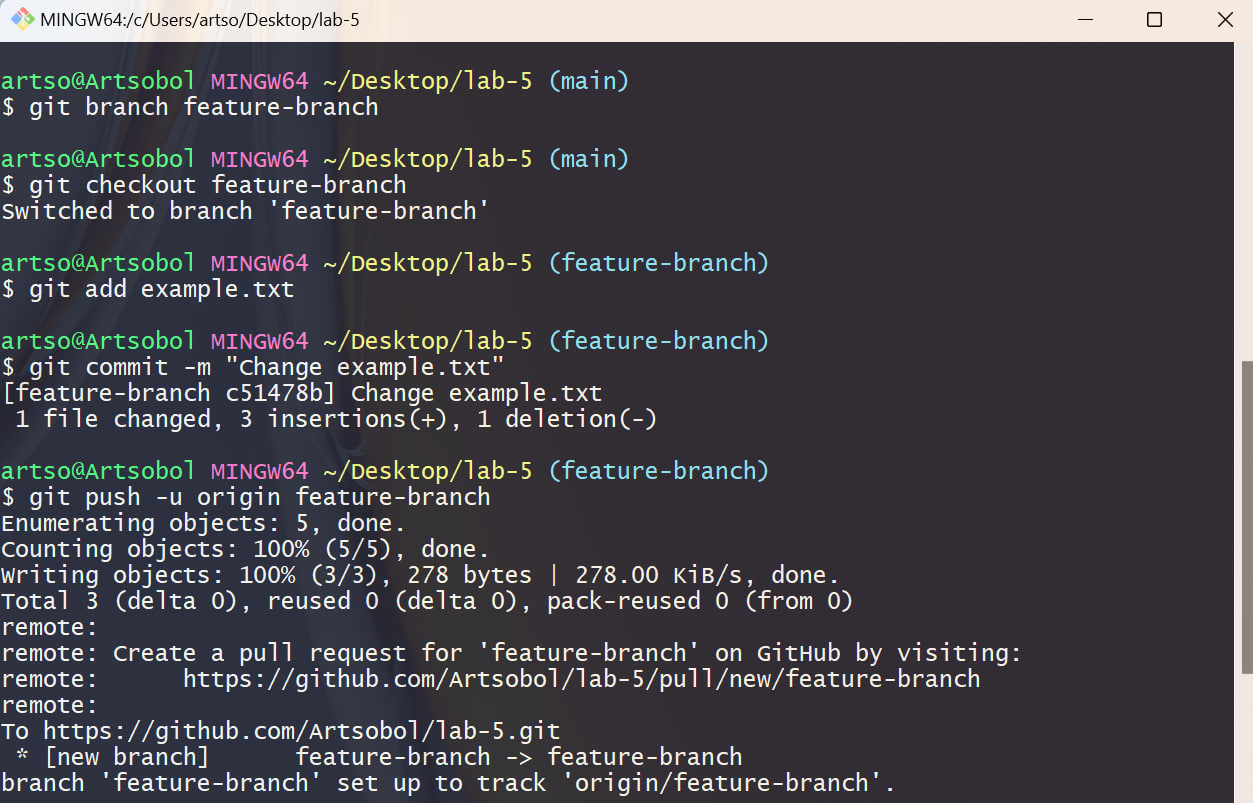 MINGW64:/c/Users/artso/Desktop/lab-5
artso@Artsobol MINGW64 ~/Desktop/lab-5 (main)
$ git branch feature-branch
artso@Artsobol MINGW64 ~/Desktop/lab-5 (main)
$ git checkout feature-branch
Switched to branch 'feature-branch'
artso@Artsobol MINGW64 ~/Desktop/lab-5 (feature-branch)
$ git add example.txt
artso@Artsobol MINGW64 ~/Desktop/lab-5 (feature-branch)
$ git commit -m "Change example.txt"
[feature-branch c51478b] Change example.txt
 1 file changed, 3 insertions(+), 1 deletion(-)
artso@Artsobol MINGW64 ~/Desktop/lab-5 (feature-branch)
$ git push -u origin feature-branch
Enumerating objects: 5, done.
Counting objects: 100% (5/5), done.
Writing objects: 100% (3/3), 278 bytes | 278.00 KiB/s, done.
Total 3 (delta 0), reused 0 (delta 0), pack-reused 0 (from 0)
remote:
remote: Create a pull request for 'feature-branch' on GitHub by visiting:
remote:      https://github.com/Artsobol/lab-5/pull/new/feature-branch
remote:
To https://github.com/Artsobol/lab-5.git
 * [new branch]      feature-branch -> feature-branch
branch 'feature-branch' set up to track 'origin/feature-branch'.